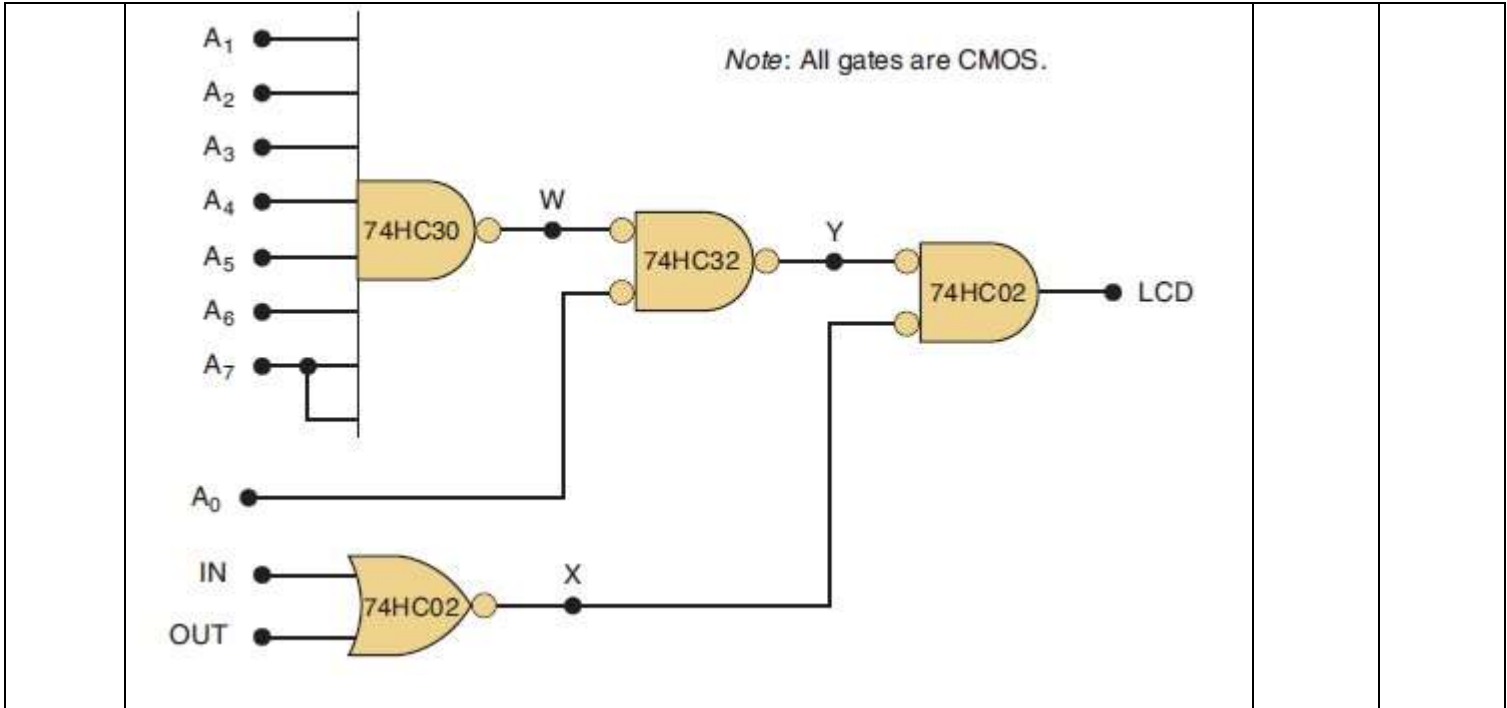 A1
Note: All gates are CMOS.
A2
A3
A4
W
74HC30
Y
A5
74HC32
A6
74HC02
LCD
A7
A0
IN
X
74HC02
OUT